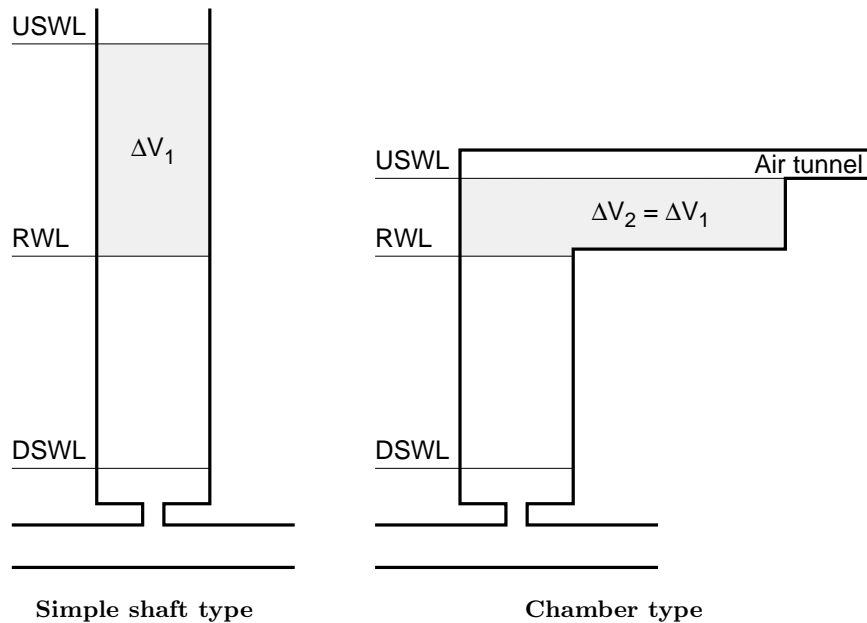 USWL
ΔV1
RWL
DSWL
Simple shaft type
USWL
Air tunnel
ΔV2 = ΔV1
RWL
DSWL
Chamber type